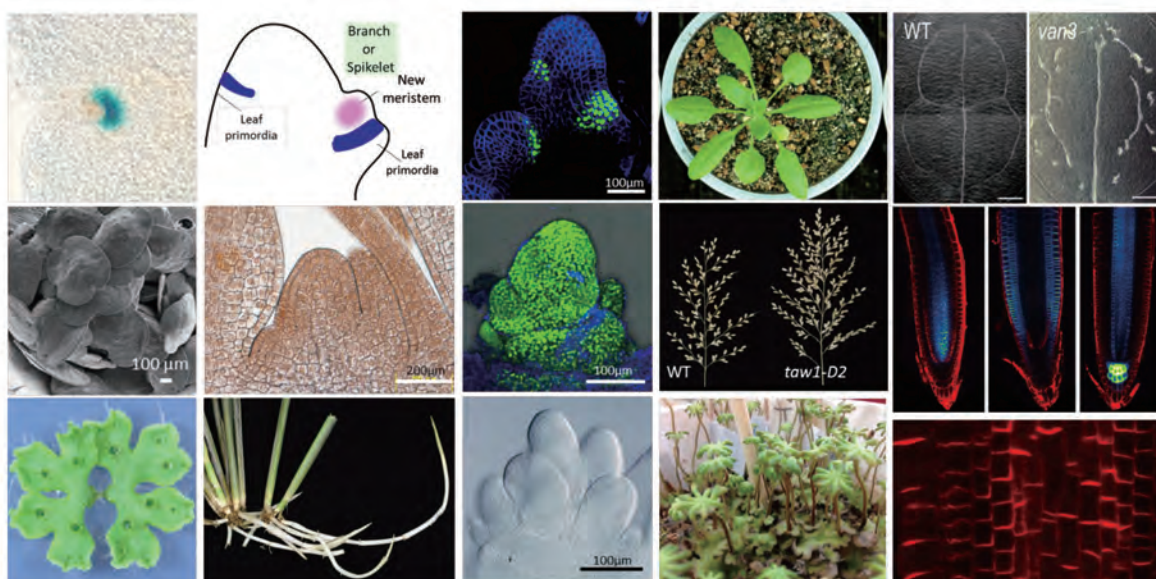 Branch
or
Spikelet
New
meristem
Leaf
primordia
Leaf
primordia
100μm
WT
van3
100 μm
200μm
100μm
WT
taw1-D2
100μm